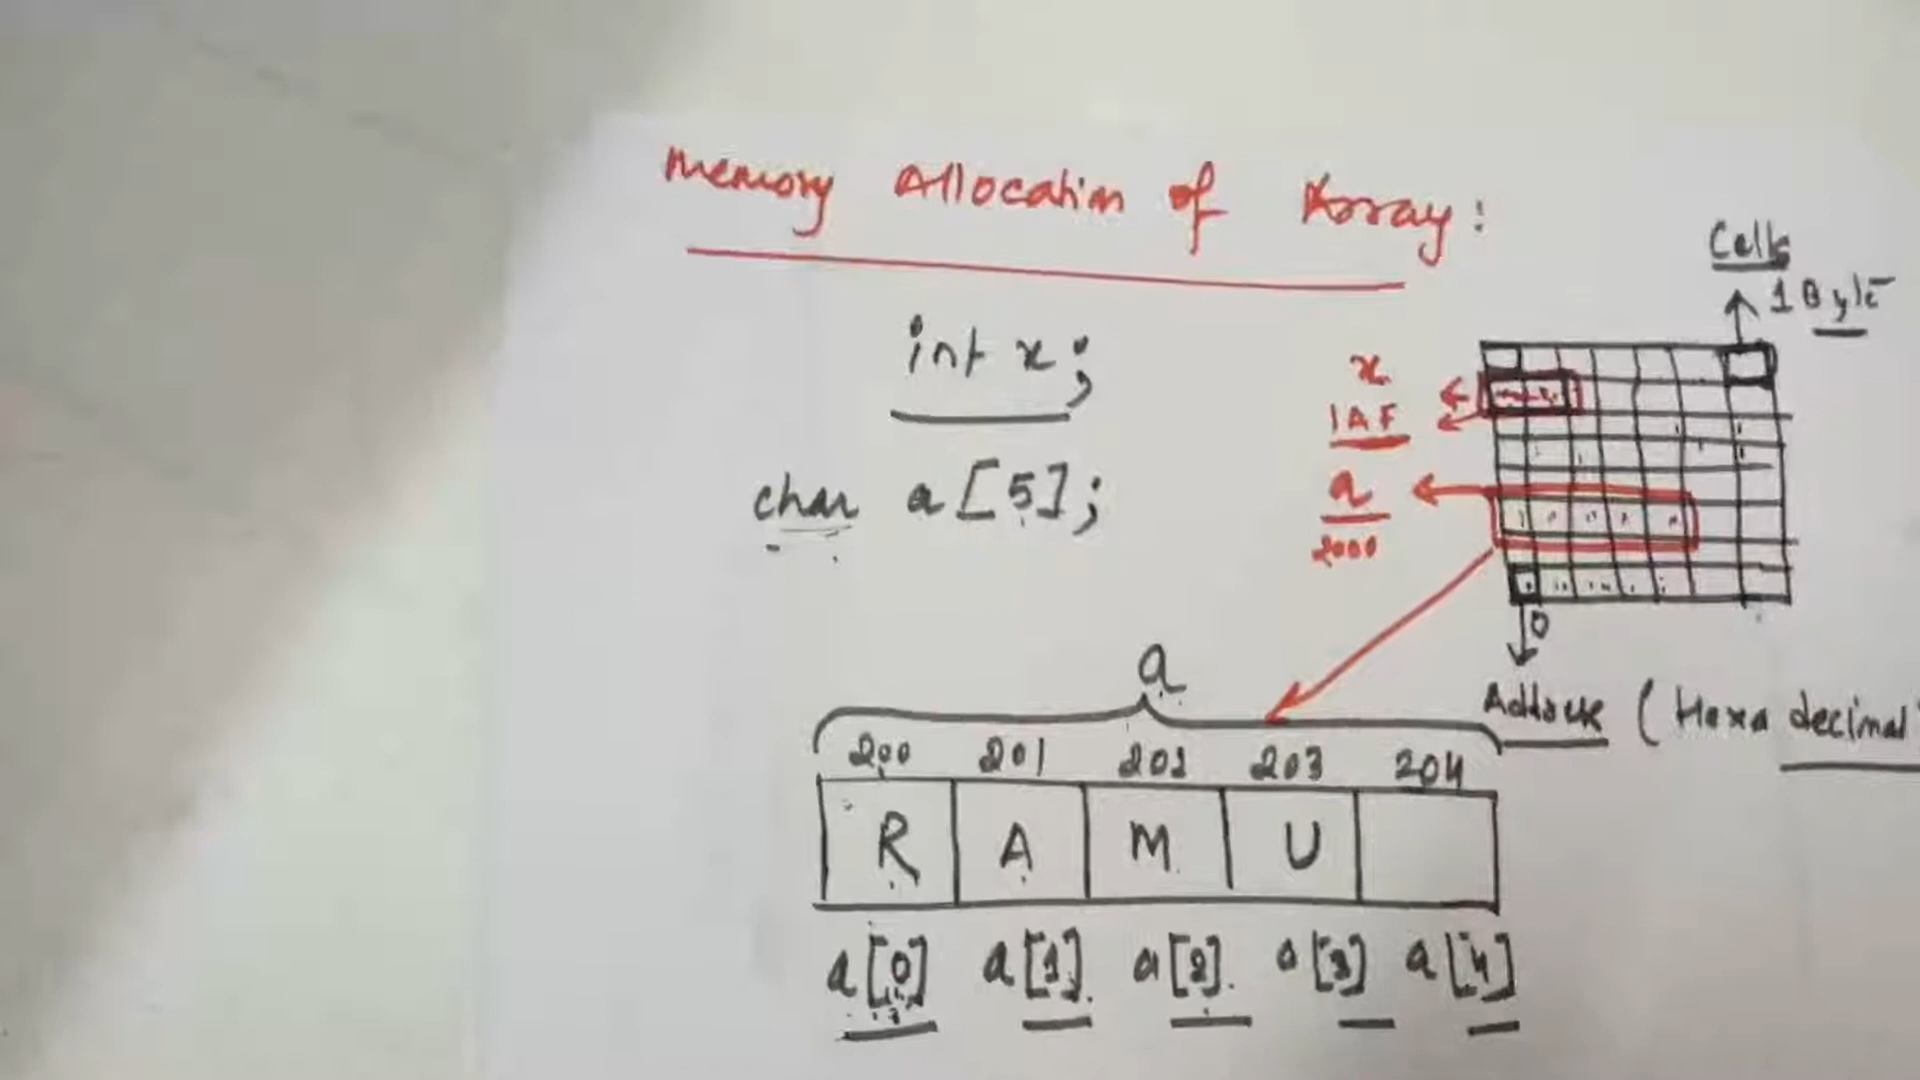 Memory Allocation of Array:
Cells
1 Byte
int x;
x
1AF
char a[5];
a
2000
0
Address (Hexa decimal
a
200 201 202 203 204
R A M U
a[0] a[1] a[2] a[3] a[4]